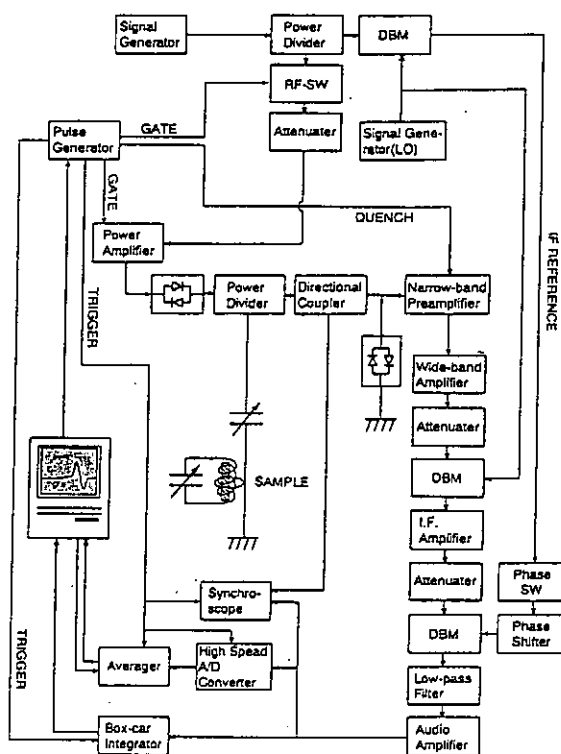 Signal
Generator
Power
Divider
DBM
RF-SW
GATE
Pulse
Generator
Attenuater
Signal Gene-
rator(LO)
GATE
QUENCH
Power
Amplifier
IF REFERENCE
TRIGGER
Power
Divider
Directional
Coupler
Narrow-band
Preamplifier
Wide-band
Amplifier
Attenuater
SAMPLE
DBM
I.F.
Amplifier
Synchro-
scope
Attenuater
Phase
SW
TRIGGER
Averager
High Spead
A/D
Converter
DBM
Phase
Shifter
Low-pass
Filter
Box-car
Integrator
Audio
Amplifier